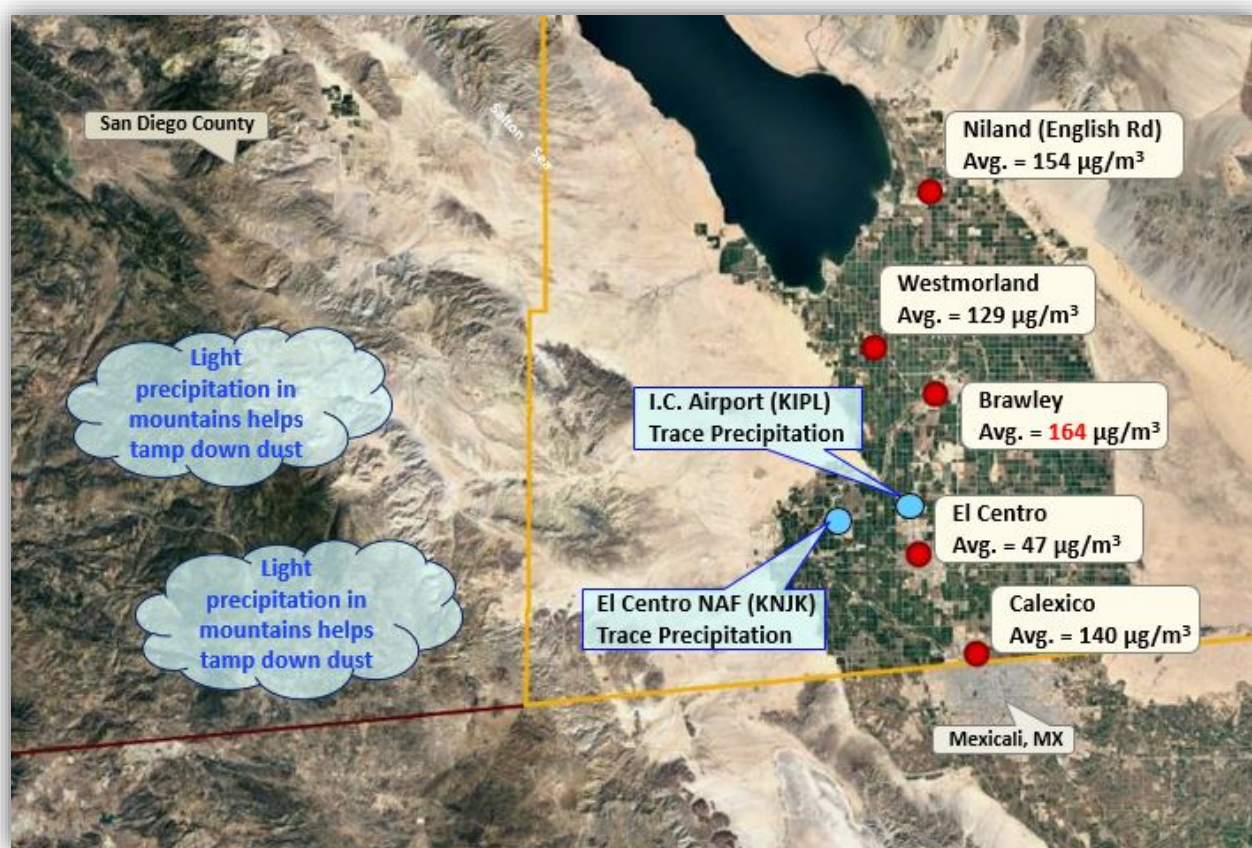 San Diego County
Salton Sea
Niland (English Rd)
Avg. = 154 µg/m³
Westmorland
Avg. = 129 µg/m³
Light
precipitation in
mountains helps
tamp down dust
I.C. Airport (KIPL)
Trace Precipitation
Brawley
Avg. = 164 µg/m³
El Centro
Avg. = 47 µg/m³
Light
precipitation in
mountains helps
tamp down dust
El Centro NAF (KNJK)
Trace Precipitation
Calexico
Avg. = 140 µg/m³
Mexicali, MX